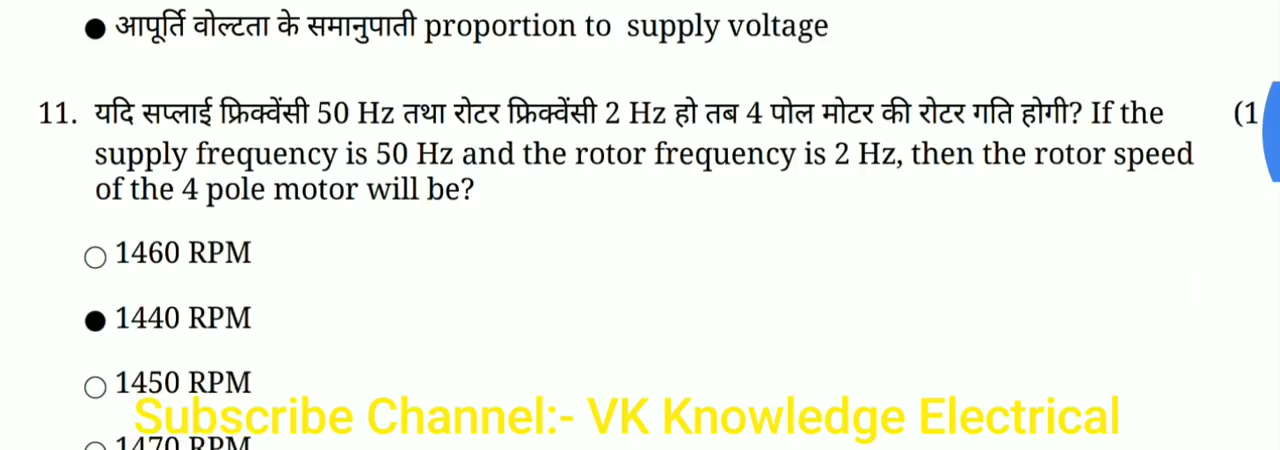 आपूर्ति वोल्टता के समानुपाती proportion to supply voltage
11. यदि सप्लाई फ्रिक्वेंसी 50 Hz तथा रोटर फ्रिक्वेंसी 2 Hz हो तब 4 पोल मोटर की रोटर गति होगी? If the (1
supply frequency is 50 Hz and the rotor frequency is 2 Hz, then the rotor speed
of the 4 pole motor will be?
1460 RPM
1440 RPM
1450 RPM
Subscribe Channel:- VK Knowledge Electrical
1470 RPM